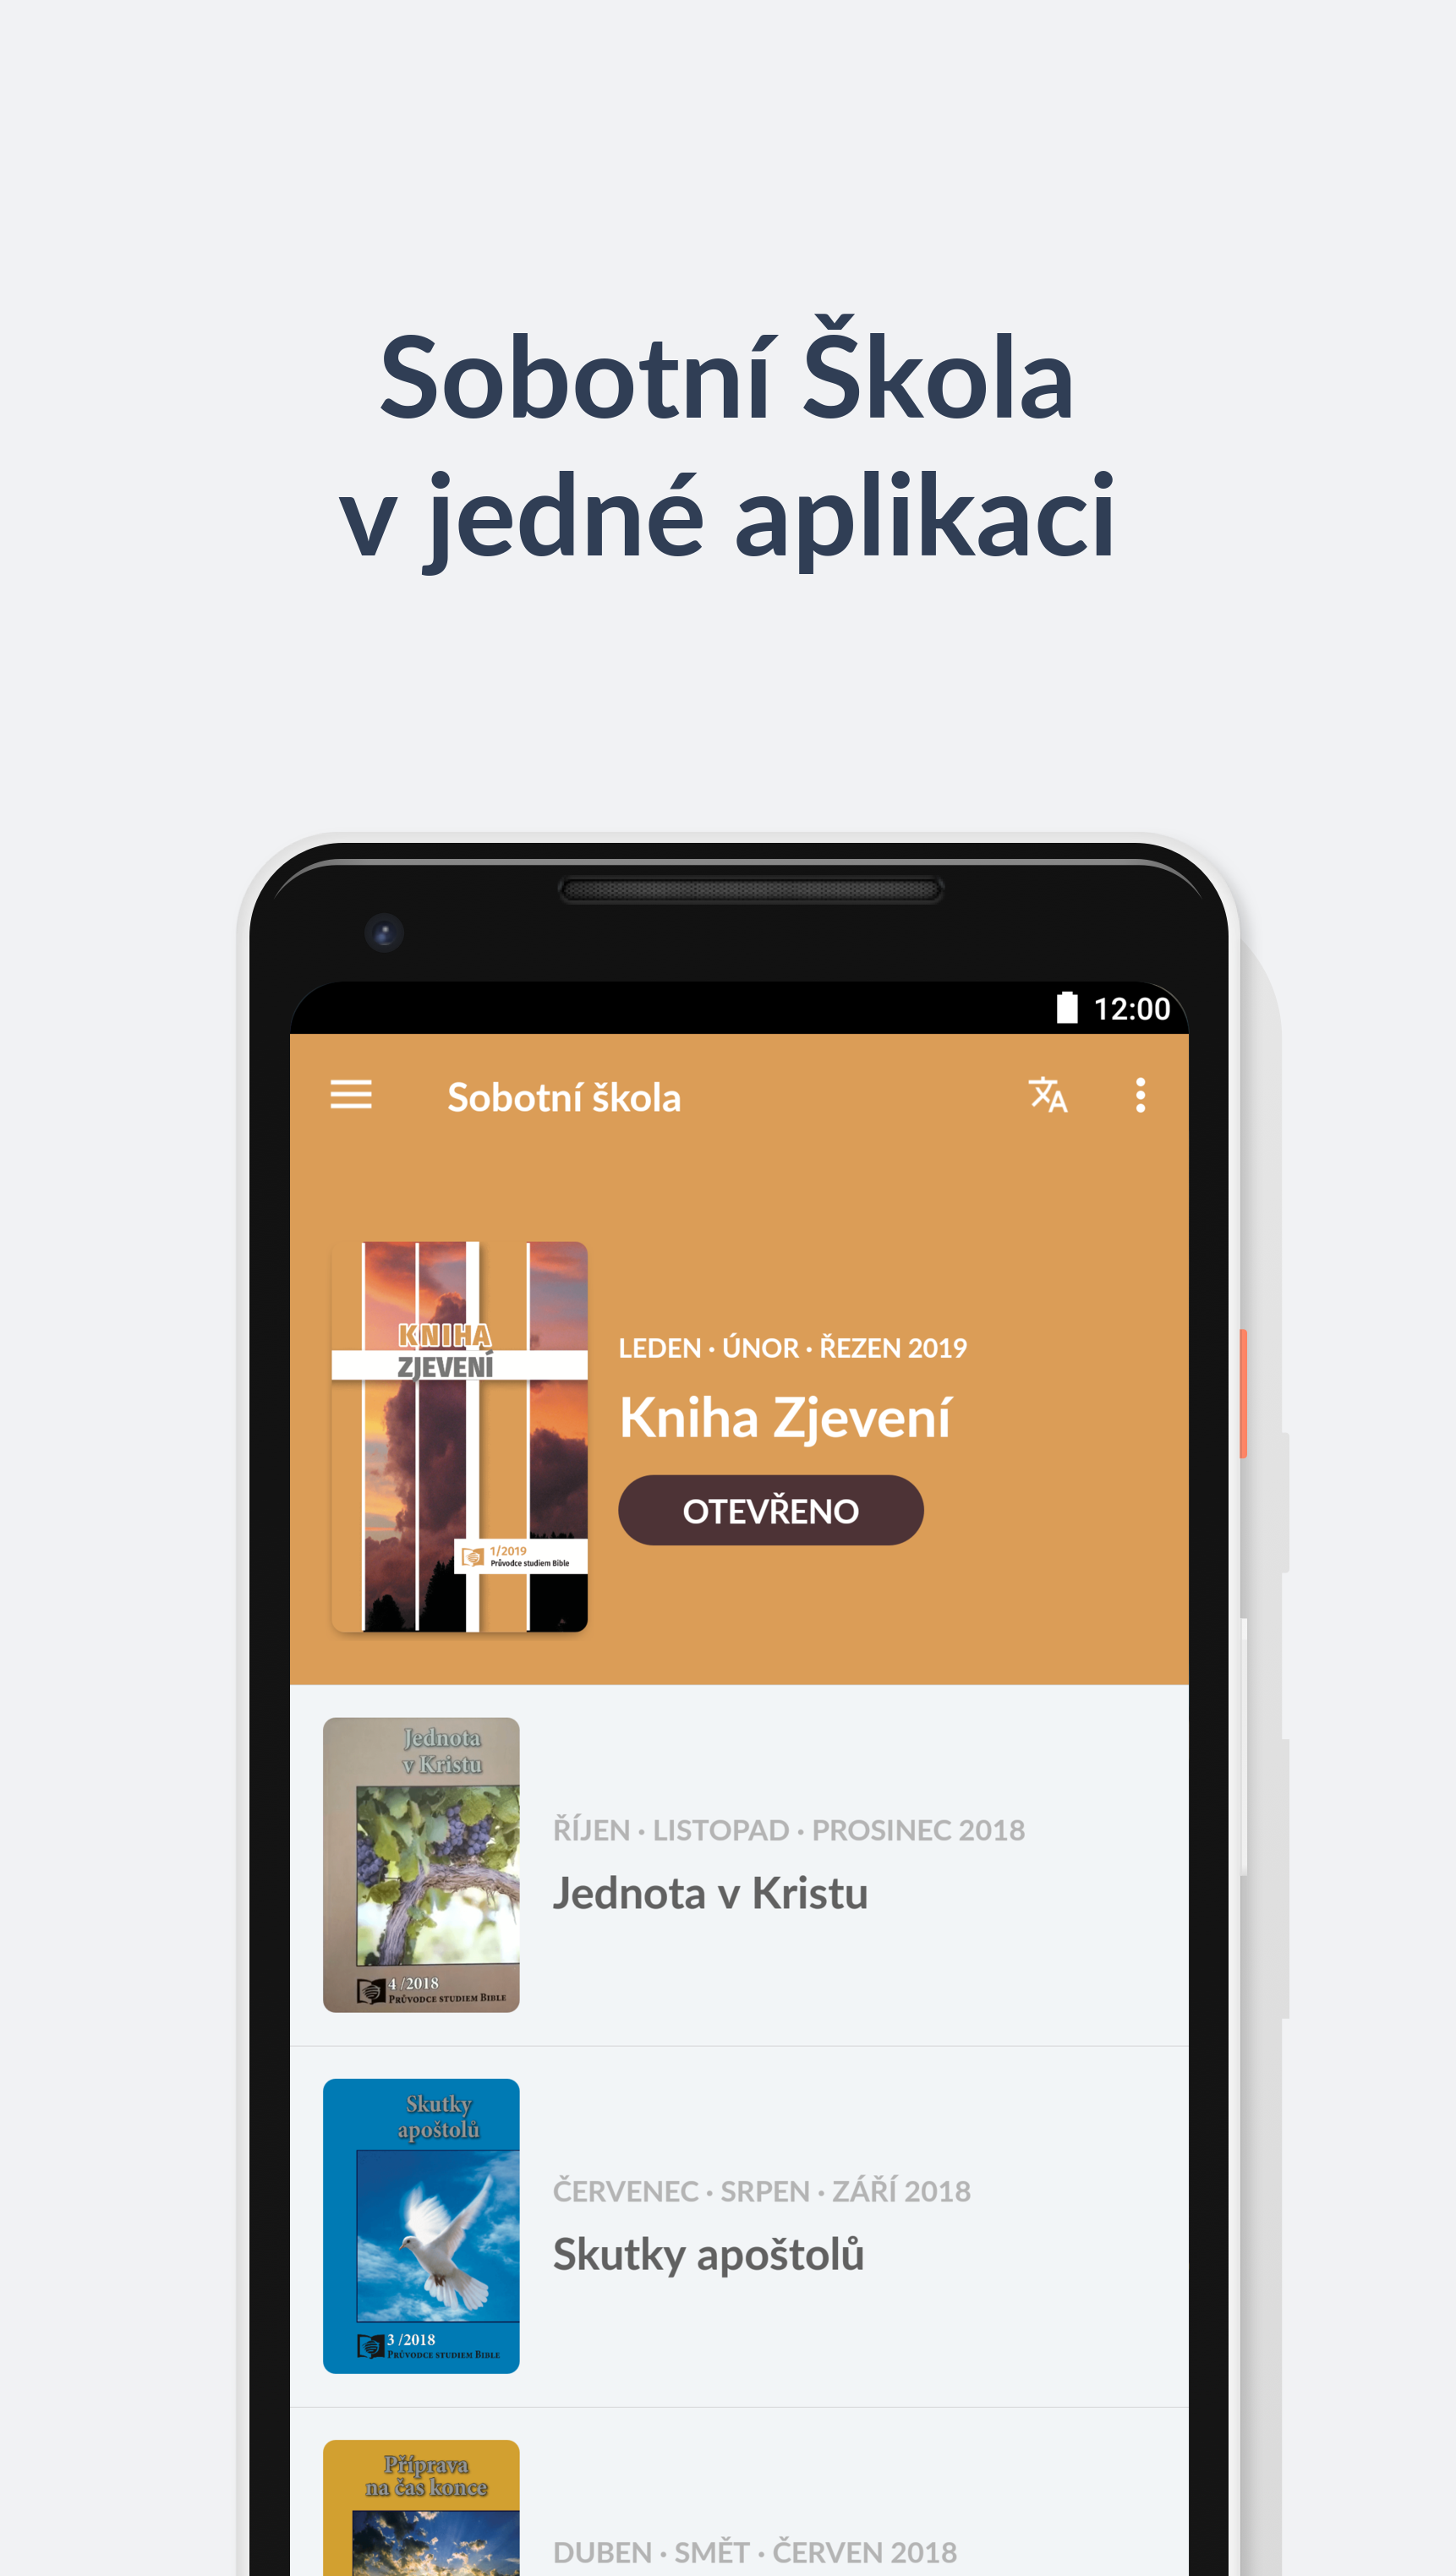 Sobotní Škola
v jedné aplikaci
12:00
Sobotní škola
KNIHA
ZJEVENÍ
1/2019
Průvodce studiem Bible
LEDEN · ÚNOR · ŘEZEN 2019
Kniha Zjevení
OTEVŘENO
Jednota
v Kristu
4 /2018
PRŮVODCE STUDIEM BIBLE
ŘÍJEN · LISTOPAD · PROSINEC 2018
Jednota v Kristu
Skutky
apoštolů
3 /2018
PRŮVODCE STUDIEM BIBLE
ČERVENEC · SRPEN · ZÁŘÍ 2018
Skutky apoštolů
Příprava
na čas konce
DUBEN · SMĚT · ČERVEN 2018